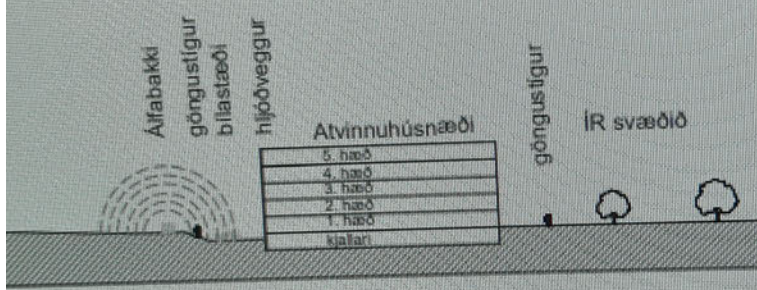 Álfabakki
göngustígur
bílastæði
hljóðveggur
Atvinnuhúsnæði
5. hæð
4. hæð
3. hæð
2. hæð
1. hæð
kjallari
göngustígur
ÍR svæðið